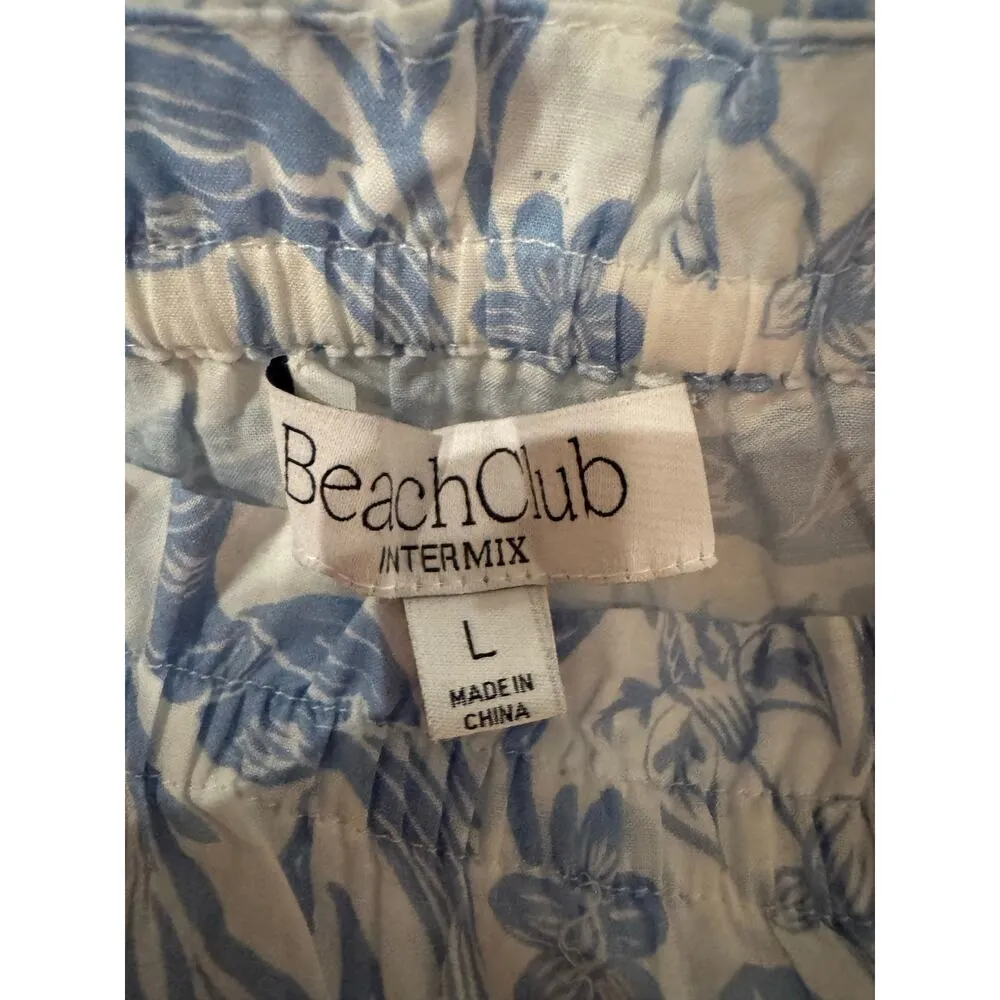 BeachClub
INTERMIX
L
MADE IN
CHINA